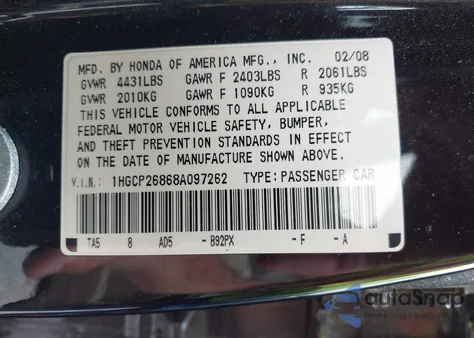 MFD. BY HONDA OF AMERICA MFG., INC. 02/08
GVWR 4431LBS GAWR F 2403LBS R 2061LBS
GVWR 2010KG GAWR F 1090KG R 935KG
THIS VEHICLE CONFORMS TO ALL APPLICABLE
FEDERAL MOTOR VEHICLE SAFETY, BUMPER,
AND THEFT PREVENTION STANDARDS IN EFFECT
ON THE DATE OF MANUFACTURE SHOWN ABOVE.
V.I.N.: 1HGCP26868A097262 TYPE: PASSENGER CAR
TA5 8 AD5 - B92PX -F -A
autoSnap